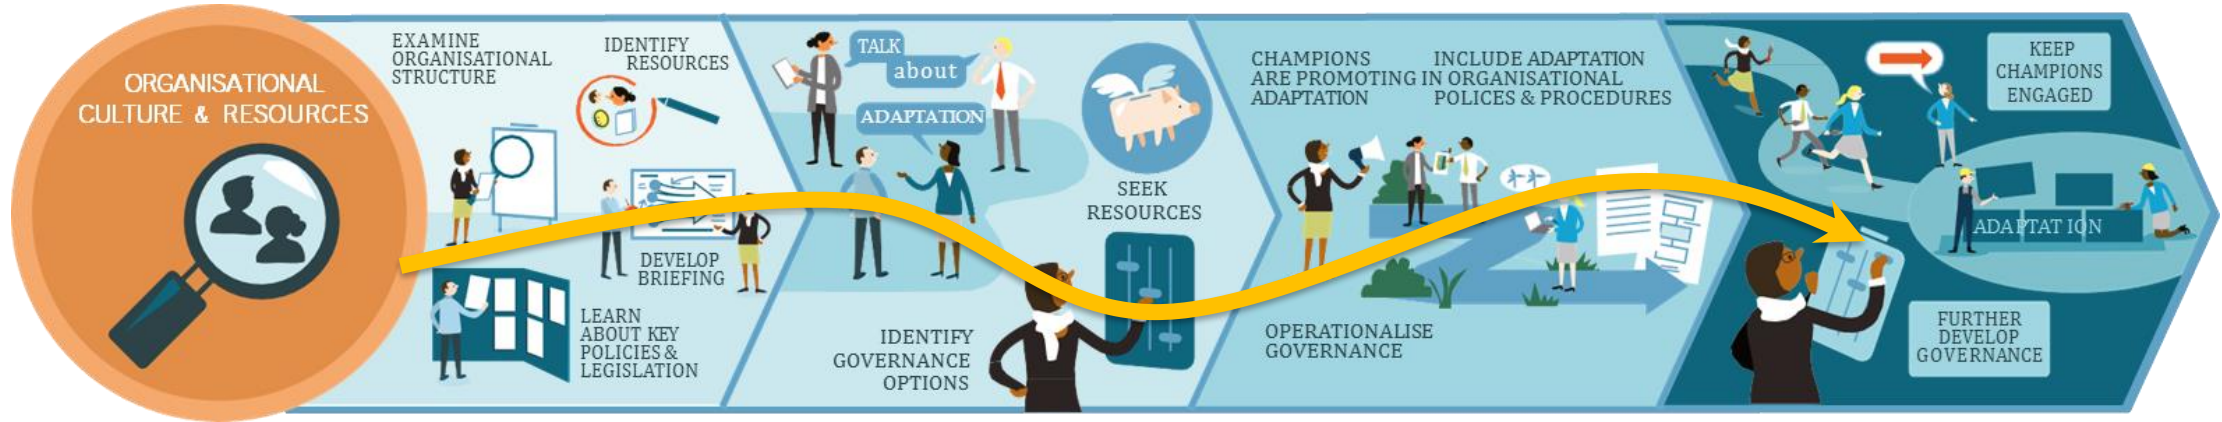 ORGANISATIONAL
CULTURE & RESOURCES
EXAMINE
ORGANISATIONAL
STRUCTURE
IDENTIFY
RESOURCES
DEVELOP
BRIEFING
LEARN
ABOUT KEY
POLICIES &
LEGISLATION
TALK
about
ADAPTATION
SEEK
RESOURCES
IDENTIFY
GOVERNANCE
OPTIONS
CHAMPIONS
ARE PROMOTING
ADAPTATION
INCLUDE ADAPTATION
IN ORGANISATIONAL
POLICES & PROCEDURES
OPERATIONALISE
GOVERNANCE
KEEP
CHAMPIONS
ENGAGED
ADAPTATION
FURTHER
DEVELOP
GOVERNANCE